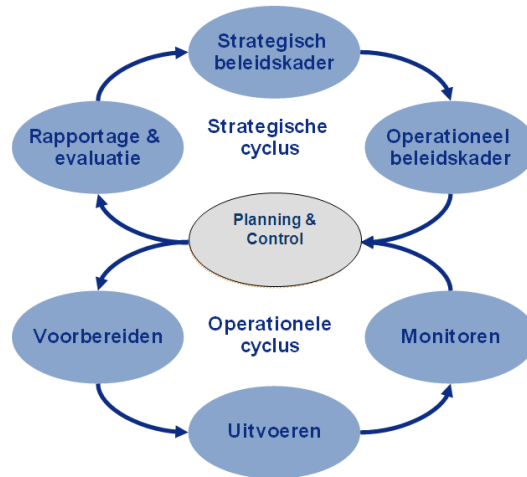 Strategisch
beleidskader
Rapportage &
evaluatie
Strategische
cyclus
Operationeel
beleidskader
Planning &
Control
Voorbereiden
Operationele
cyclus
Monitoren
Uitvoeren